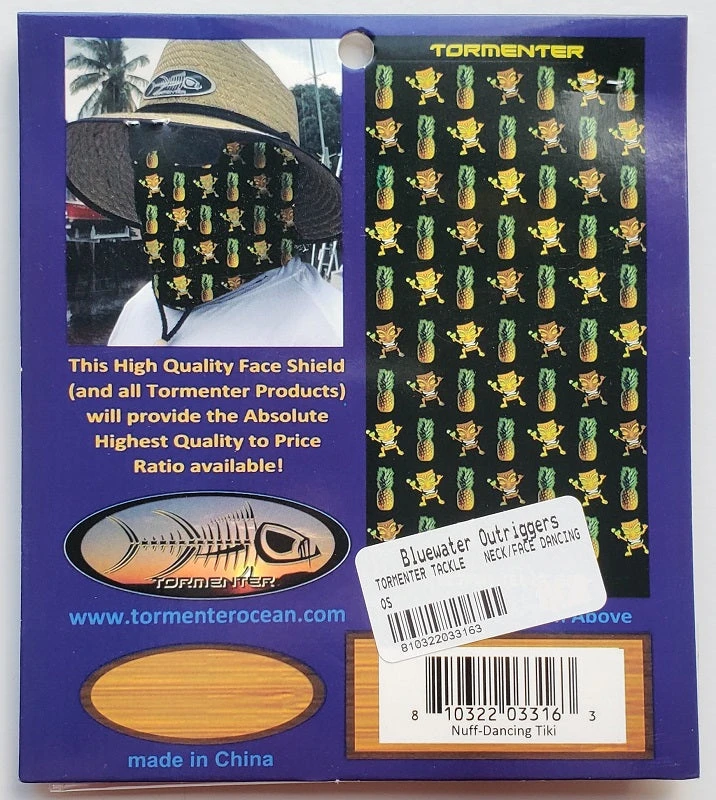 TORMENTER
This High Quality Face Shield
(and all Tormenter Products)
will provide the Absolute
Highest Quality to Price
Ratio available!
TORMENTER
www.tormenterocean.com
made in China
Bluewater Outriggers
TORMENTER TACKLE NECK/FACE DANCING
OS
810322033163
Above
8 10322 03316 3
Nuff-Dancing Tiki